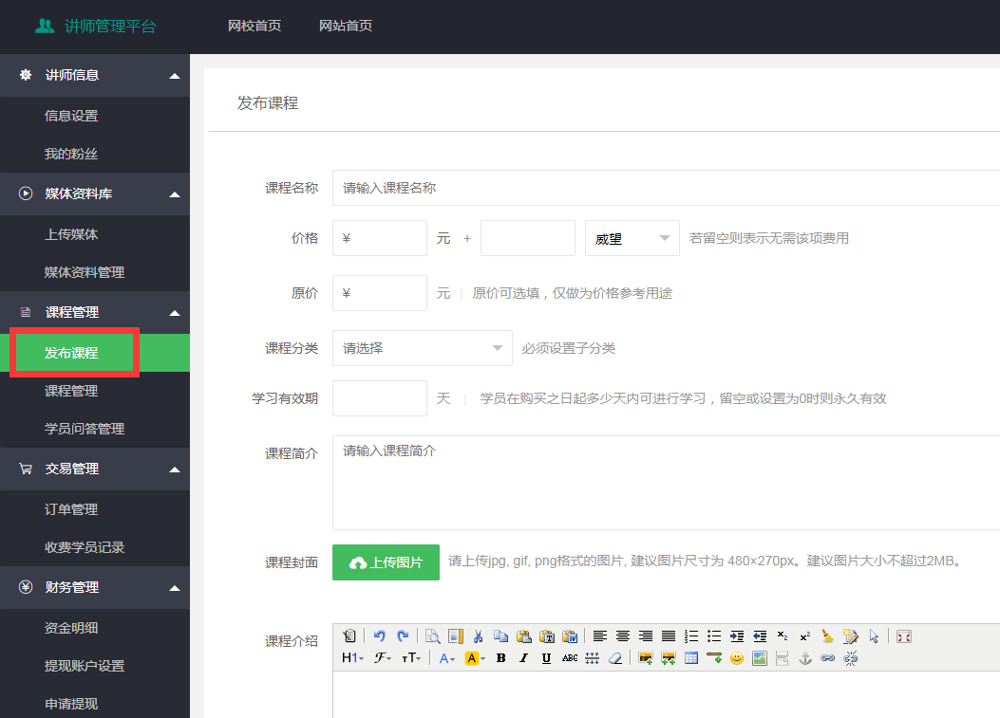 讲师管理平台
网校首页
网站首页
讲师信息
信息设置
我的粉丝
媒体资料库
上传媒体
媒体资料管理
课程管理
发布课程
课程管理
学员问答管理
交易管理
订单管理
收费学员记录
财务管理
资金明细
提现账户设置
申请提现
发布课程
课程名称 请输入课程名称
价格 ¥ 元 + 威望 若留空则表示无需该项费用
原价 ¥ 元 | 原价可选填，仅做为价格参考用途
课程分类 请选择 必须设置子分类
学习有效期 天 | 学员在购买之日起多少天内可进行学习，留空或设置为0时则永久有效
课程简介 请输入课程简介
课程封面 上传图片 请上传jpg, gif, png格式的图片, 建议图片尺寸为 480×270px。建议图片大小不超过2MB。
课程介绍
H1 F TT A A B I U ABC